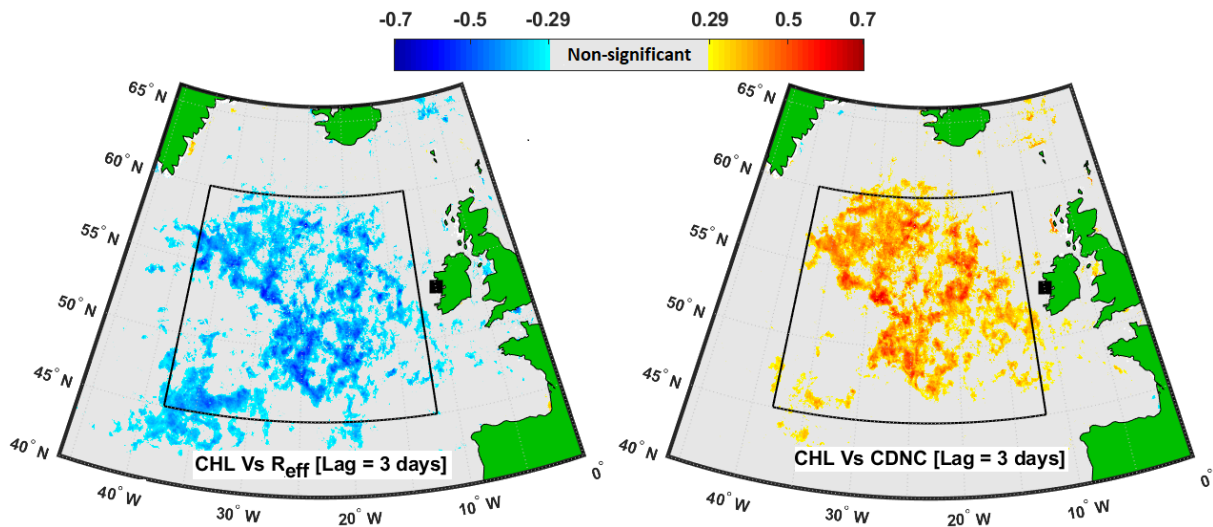 -0.7 -0.5 -0.29 0.29 0.5 0.7
Non-significant
65° N
60° N
55° N
50° N
45° N
40° N
40° W
30° W
20° W
10° W
0°
CHL Vs Reff [Lag = 3 days]
65° N
60° N
55° N
50° N
45° N
40° N
40° W
30° W
20° W
10° W
0°
CHL Vs CDNC [Lag = 3 days]